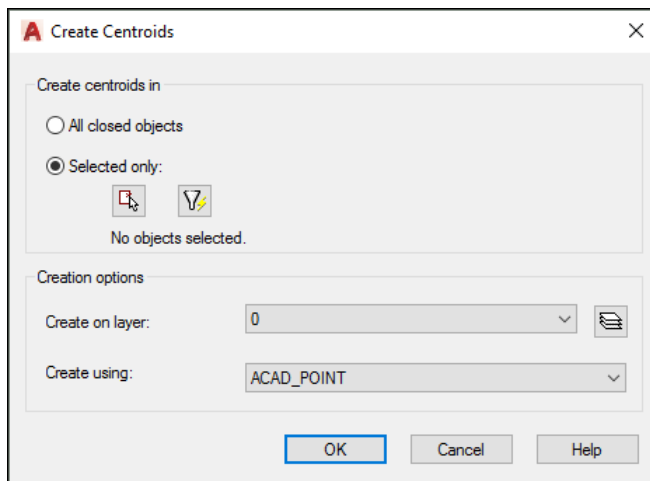 Create Centroids
Create centroids in
All closed objects
Selected only:
No objects selected.
Creation options
Create on layer: 0
Create using: ACAD_POINT
OK Cancel Help